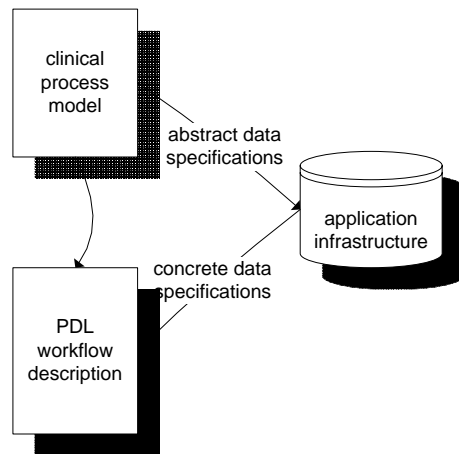 clinical
process
model
abstract data
specifications
application
infrastructure
concrete data
specifications
PDL
workflow
description